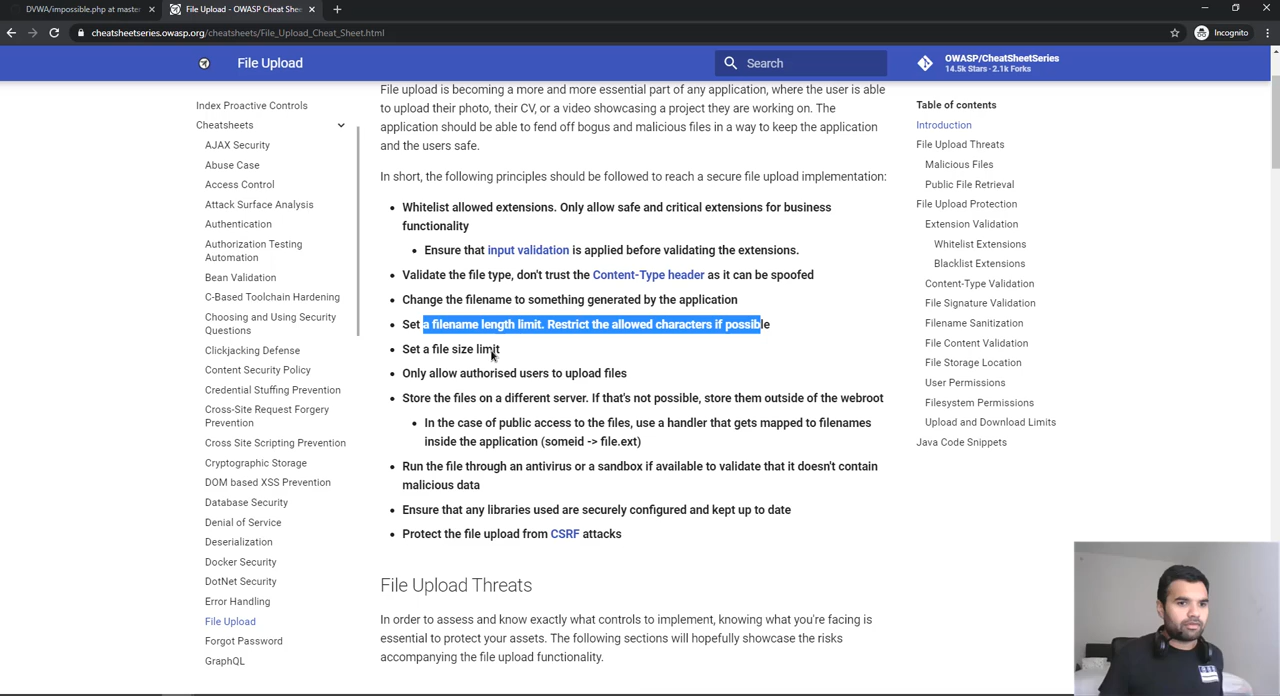 DVWA/impossible.php at master
File Upload - OWASP Cheat She
cheatsheetseries.owasp.org/cheatsheets/File_Upload_Cheat_Sheet.html
Incognito
File Upload
Search
OWASP/CheatSheetSeries
14.5k Stars · 2.1k Forks
Index Proactive Controls
Cheatsheets
AJAX Security
Abuse Case
Access Control
Attack Surface Analysis
Authentication
Authorization Testing
Automation
Bean Validation
C-Based Toolchain Hardening
Choosing and Using Security
Questions
Clickjacking Defense
Content Security Policy
Credential Stuffing Prevention
Cross-Site Request Forgery
Prevention
Cross Site Scripting Prevention
Cryptographic Storage
DOM based XSS Prevention
Database Security
Denial of Service
Deserialization
Docker Security
DotNet Security
Error Handling
File Upload
Forgot Password
GraphQL
File upload is becoming a more and more essential part of any application, where the user is able
to upload their photo, their CV, or a video showcasing a project they are working on. The
application should be able to fend off bogus and malicious files in a way to keep the application
and the users safe.
In short, the following principles should be followed to reach a secure file upload implementation:
• Whitelist allowed extensions. Only allow safe and critical extensions for business
functionality
• Ensure that input validation is applied before validating the extensions.
• Validate the file type, don't trust the Content-Type header as it can be spoofed
• Change the filename to something generated by the application
• Set a filename length limit. Restrict the allowed characters if possible
• Set a file size limit
• Only allow authorised users to upload files
• Store the files on a different server. If that's not possible, store them outside of the webroot
• In the case of public access to the files, use a handler that gets mapped to filenames
inside the application (someid -> file.ext)
• Run the file through an antivirus or a sandbox if available to validate that it doesn't contain
malicious data
• Ensure that any libraries used are securely configured and kept up to date
• Protect the file upload from CSRF attacks
File Upload Threats
In order to assess and know exactly what controls to implement, knowing what you're facing is
essential to protect your assets. The following sections will hopefully showcase the risks
accompanying the file upload functionality.
Table of contents
Introduction
File Upload Threats
Malicious Files
Public File Retrieval
File Upload Protection
Extension Validation
Whitelist Extensions
Blacklist Extensions
Content-Type Validation
File Signature Validation
Filename Sanitization
File Content Validation
File Storage Location
User Permissions
Filesystem Permissions
Upload and Download Limits
Java Code Snippets